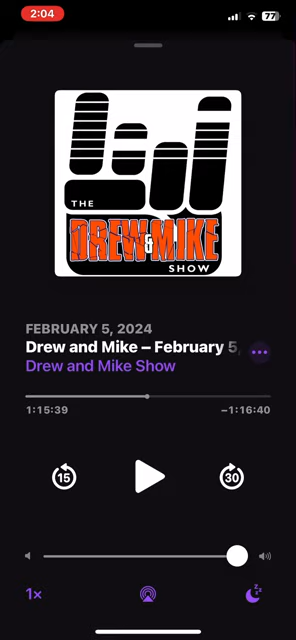 2:04
77
THE
DREW & MIKE
SHOW
FEBRUARY 5, 2024
Drew and Mike – February 5,
Drew and Mike Show
1:15:39
−1:16:40
15
30
1×
zzz